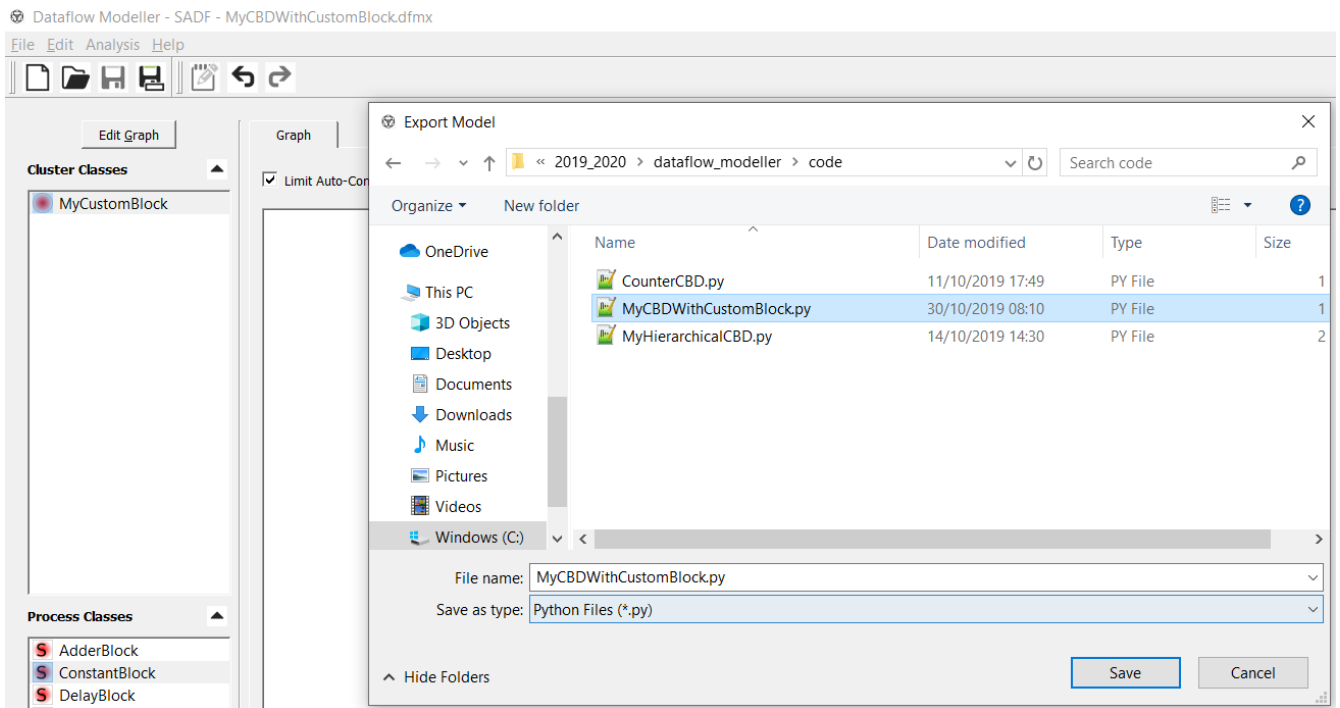 Dataflow Modeller - SADF - MyCBDWithCustomBlock.dfmx
File Edit Analysis Help
Edit Graph
Graph
Cluster Classes
Limit Auto-Con
MyCustomBlock
Process Classes
S AdderBlock
S ConstantBlock
S DelayBlock
Export Model
« 2019_2020 > dataflow_modeller > code
Search code
Organize
New folder
?
OneDrive
This PC
3D Objects
Desktop
Documents
Downloads
Music
Pictures
Videos
Windows (C:)
Name Date modified Type Size
CounterCBD.py 11/10/2019 17:49 PY File 1
MyCBDWithCustomBlock.py 30/10/2019 08:10 PY File 1
MyHierarchicalCBD.py 14/10/2019 14:30 PY File 2
File name: MyCBDWithCustomBlock.py
Save as type: Python Files (*.py)
Hide Folders
Save
Cancel